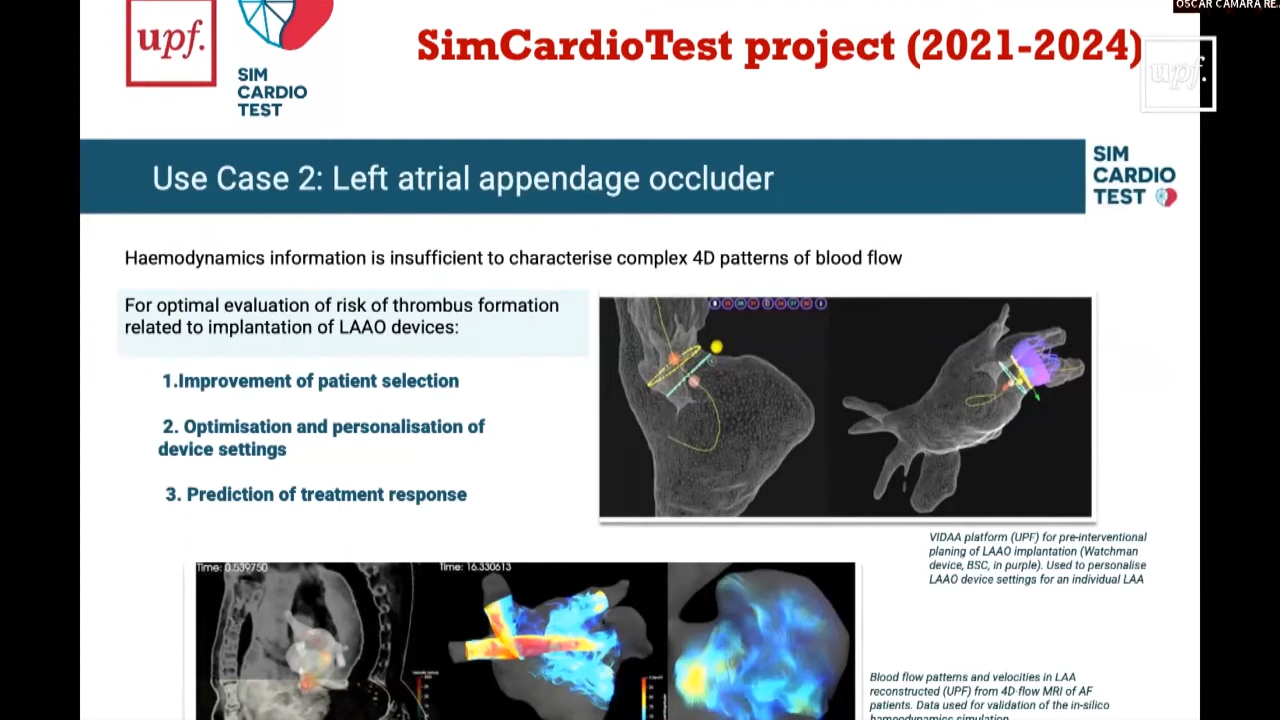 OSCAR CAMARA RE
upf.
SIM
CARDIO
TEST
SimCardioTest project (2021-2024)
upf.
Use Case 2: Left atrial appendage occluder
SIM
CARDIO
TEST
Haemodynamics information is insufficient to characterise complex 4D patterns of blood flow
For optimal evaluation of risk of thrombus formation
related to implantation of LAAO devices:
1.Improvement of patient selection
2. Optimisation and personalisation of
device settings
3. Prediction of treatment response
VIDAA platform (UPF) for pre-interventional
planing of LAAO implantation (Watchman
device, BSC, in purple). Used to personalise
LAAO device settings for an individual LAA
Time: 0.539750
Time: 16.330613
Blood flow patterns and velocities in LAA
reconstructed (UPF) from 4D-flow MRI of AF
patients. Data used for validation of the in-silico
haemodynamics simulation